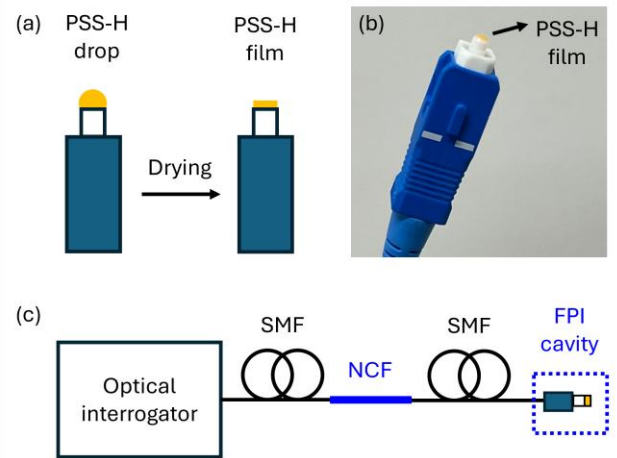 (a)
PSS-H
drop
PSS-H
film
Drying
(b)
PSS-H
film
(c)
SMF
SMF
FPI
cavity
NCF
Optical
interrogator